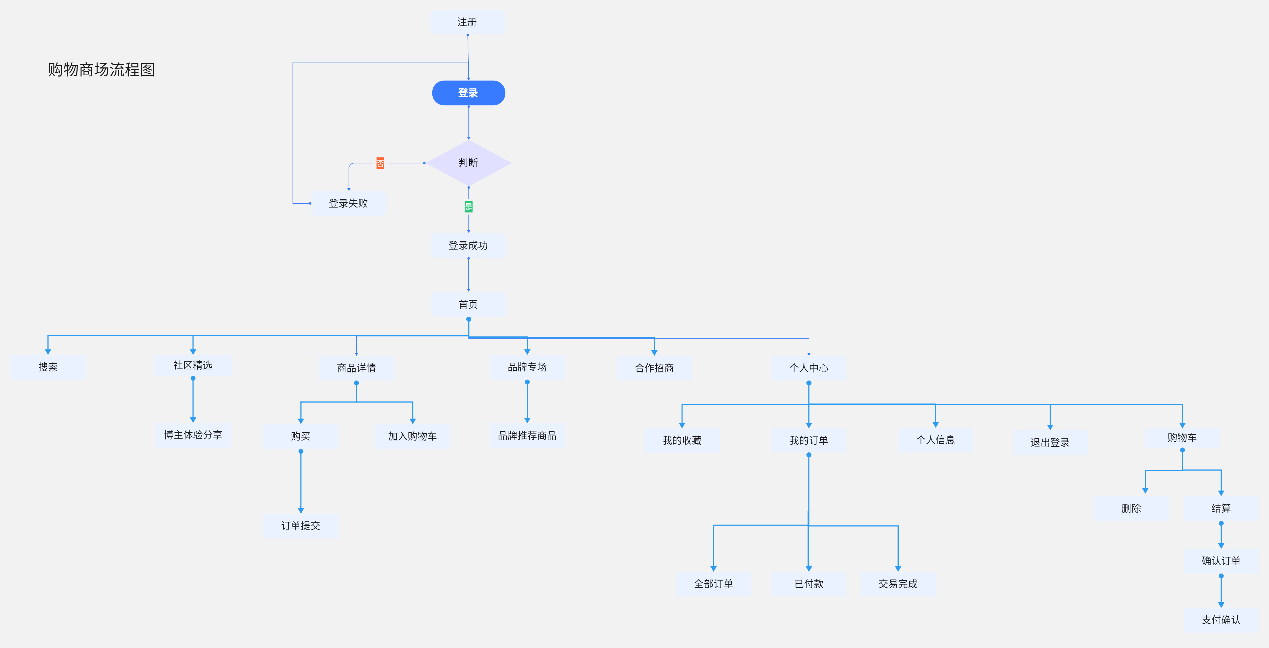 注册
购物商场流程图
登录
否
判断
登录失败
是
登录成功
首页
搜索
社区精选
商品详情
品牌专场
合作招商
个人中心
博主体验分享
购买
加入购物车
品牌推荐商品
我的收藏
我的订单
个人信息
退出登录
购物车
删除
结算
订单提交
确认订单
全部订单
已付款
交易完成
支付确认